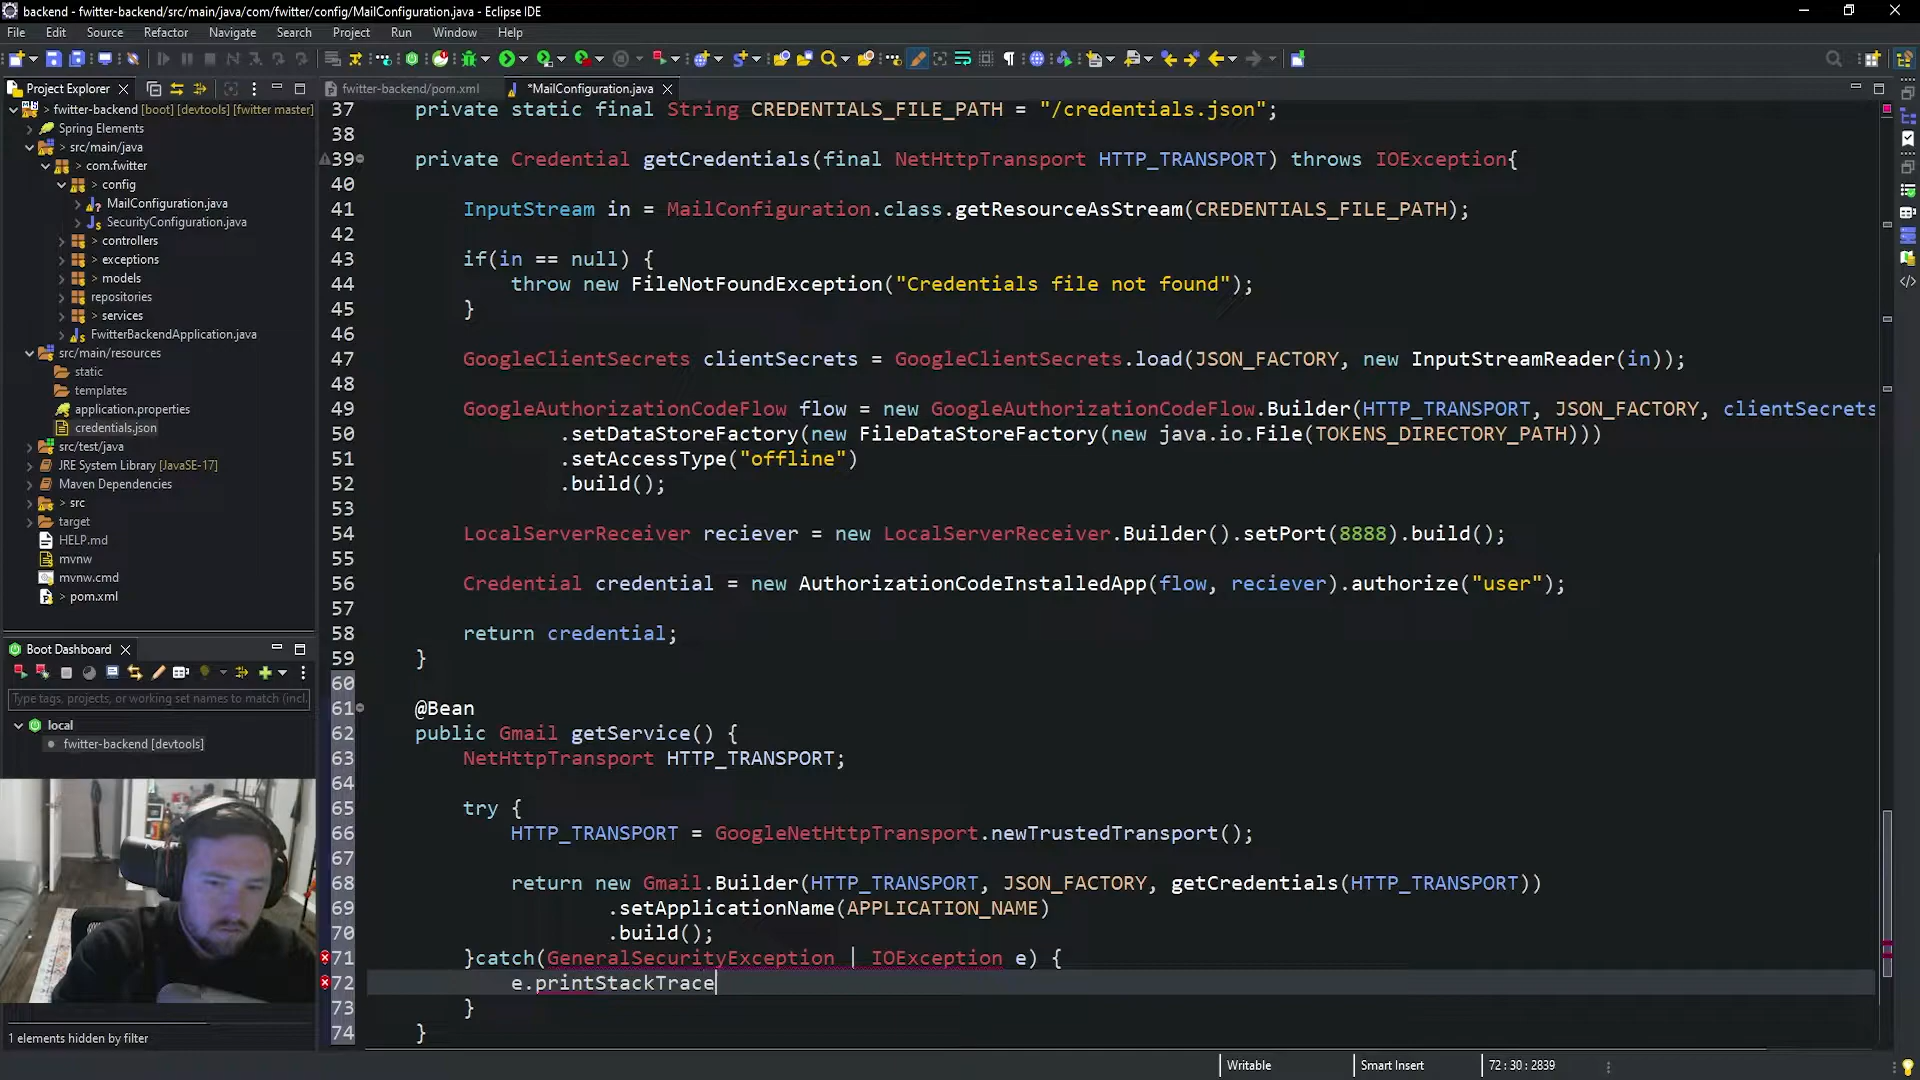 backend - fwitter-backend/src/main/java/com/fwitter/config/MailConfiguration.java - Eclipse IDE
File Edit Source Refactor Navigate Search Project Run Window Help
Project Explorer
fwitter-backend/pom.xml
*MailConfiguration.java
> fwitter-backend [boot] [devtools] [fwitter master]
Spring Elements
> src/main/java
> com.fwitter
> config
MailConfiguration.java
SecurityConfiguration.java
> controllers
> exceptions
> models
repositories
> services
FwitterBackendApplication.java
> src/main/resources
static
templates
application.properties
credentials.json
src/test/java
JRE System Library [JavaSE-17]
Maven Dependencies
> src
target
HELP.md
mvnw
mvnw.cmd
> pom.xml
Boot Dashboard
Type tags, projects, or working set names to match (incl.
local
fwitter-backend [devtools]
1 elements hidden by filter
37 private static final String CREDENTIALS_FILE_PATH = "/credentials.json";
38
39 private Credential getCredentials(final NetHttpTransport HTTP_TRANSPORT) throws IOException{
40
41 InputStream in = MailConfiguration.class.getResourceAsStream(CREDENTIALS_FILE_PATH);
42
43 if(in == null) {
44 throw new FileNotFoundException("Credentials file not found");
45 }
46
47 GoogleClientSecrets clientSecrets = GoogleClientSecrets.load(JSON_FACTORY, new InputStreamReader(in));
48
49 GoogleAuthorizationCodeFlow flow = new GoogleAuthorizationCodeFlow.Builder(HTTP_TRANSPORT, JSON_FACTORY, clientSecrets
50 .setDataStoreFactory(new FileDataStoreFactory(new java.io.File(TOKENS_DIRECTORY_PATH)))
51 .setAccessType("offline")
52 .build();
53
54 LocalServerReceiver reciever = new LocalServerReceiver.Builder().setPort(8888).build();
55
56 Credential credential = new AuthorizationCodeInstalledApp(flow, reciever).authorize("user");
57
58 return credential;
59 }
60
61 @Bean
62 public Gmail getService() {
63 NetHttpTransport HTTP_TRANSPORT;
64
65 try {
66 HTTP_TRANSPORT = GoogleNetHttpTransport.newTrustedTransport();
67
68 return new Gmail.Builder(HTTP_TRANSPORT, JSON_FACTORY, getCredentials(HTTP_TRANSPORT))
69 .setApplicationName(APPLICATION_NAME)
70 .build();
71 }catch(GeneralSecurityException | IOException e) {
72 e.printStackTrace
73 }
74 }
Writable
Smart Insert
72 : 30 : 2839